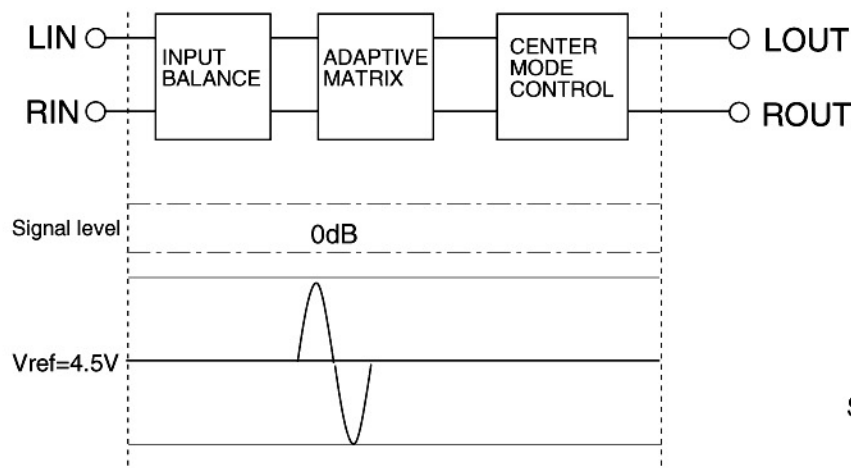 LIN
INPUT
BALANCE
ADAPTIVE
MATRIX
CENTER
MODE
CONTROL
LOUT
RIN
ROUT
Signal level
0dB
Vref=4.5V